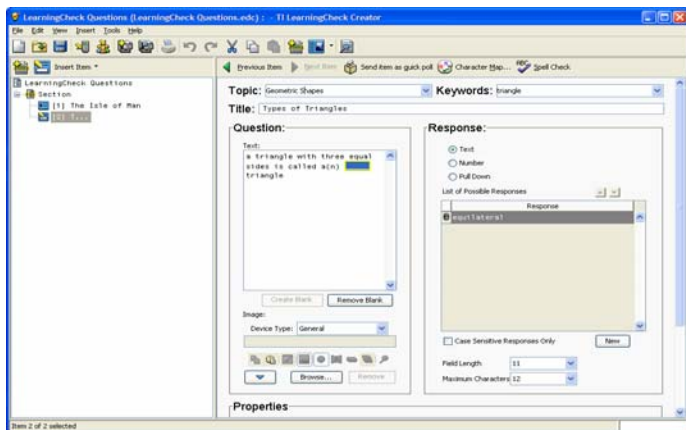 LearningCheck Questions (LearningCheck Questions.edc) : - TI LearningCheck Creator
File Edit View Insert Tools Help
Insert Item
Previous Item Send Item Send item as quick poll Character Map... Spell Check
LearningCheck Questions
Section
[1] The Isle of Man
[2] T...
Topic: Geometric Shapes Keywords: triangle
Title: Types of Triangles
Question:
Text:
a triangle with three equal
sides is called a(n)
triangle
Create Blank Remove Blank
Image:
Device Type: General
Browse... Remove
Response:
Text
Number
Pull Down
List of Possible Responses
Response
equilateral
Case Sensitive Responses Only New
Field Length 11
Maximum Characters 12
Properties
Item 2 of 2 selected